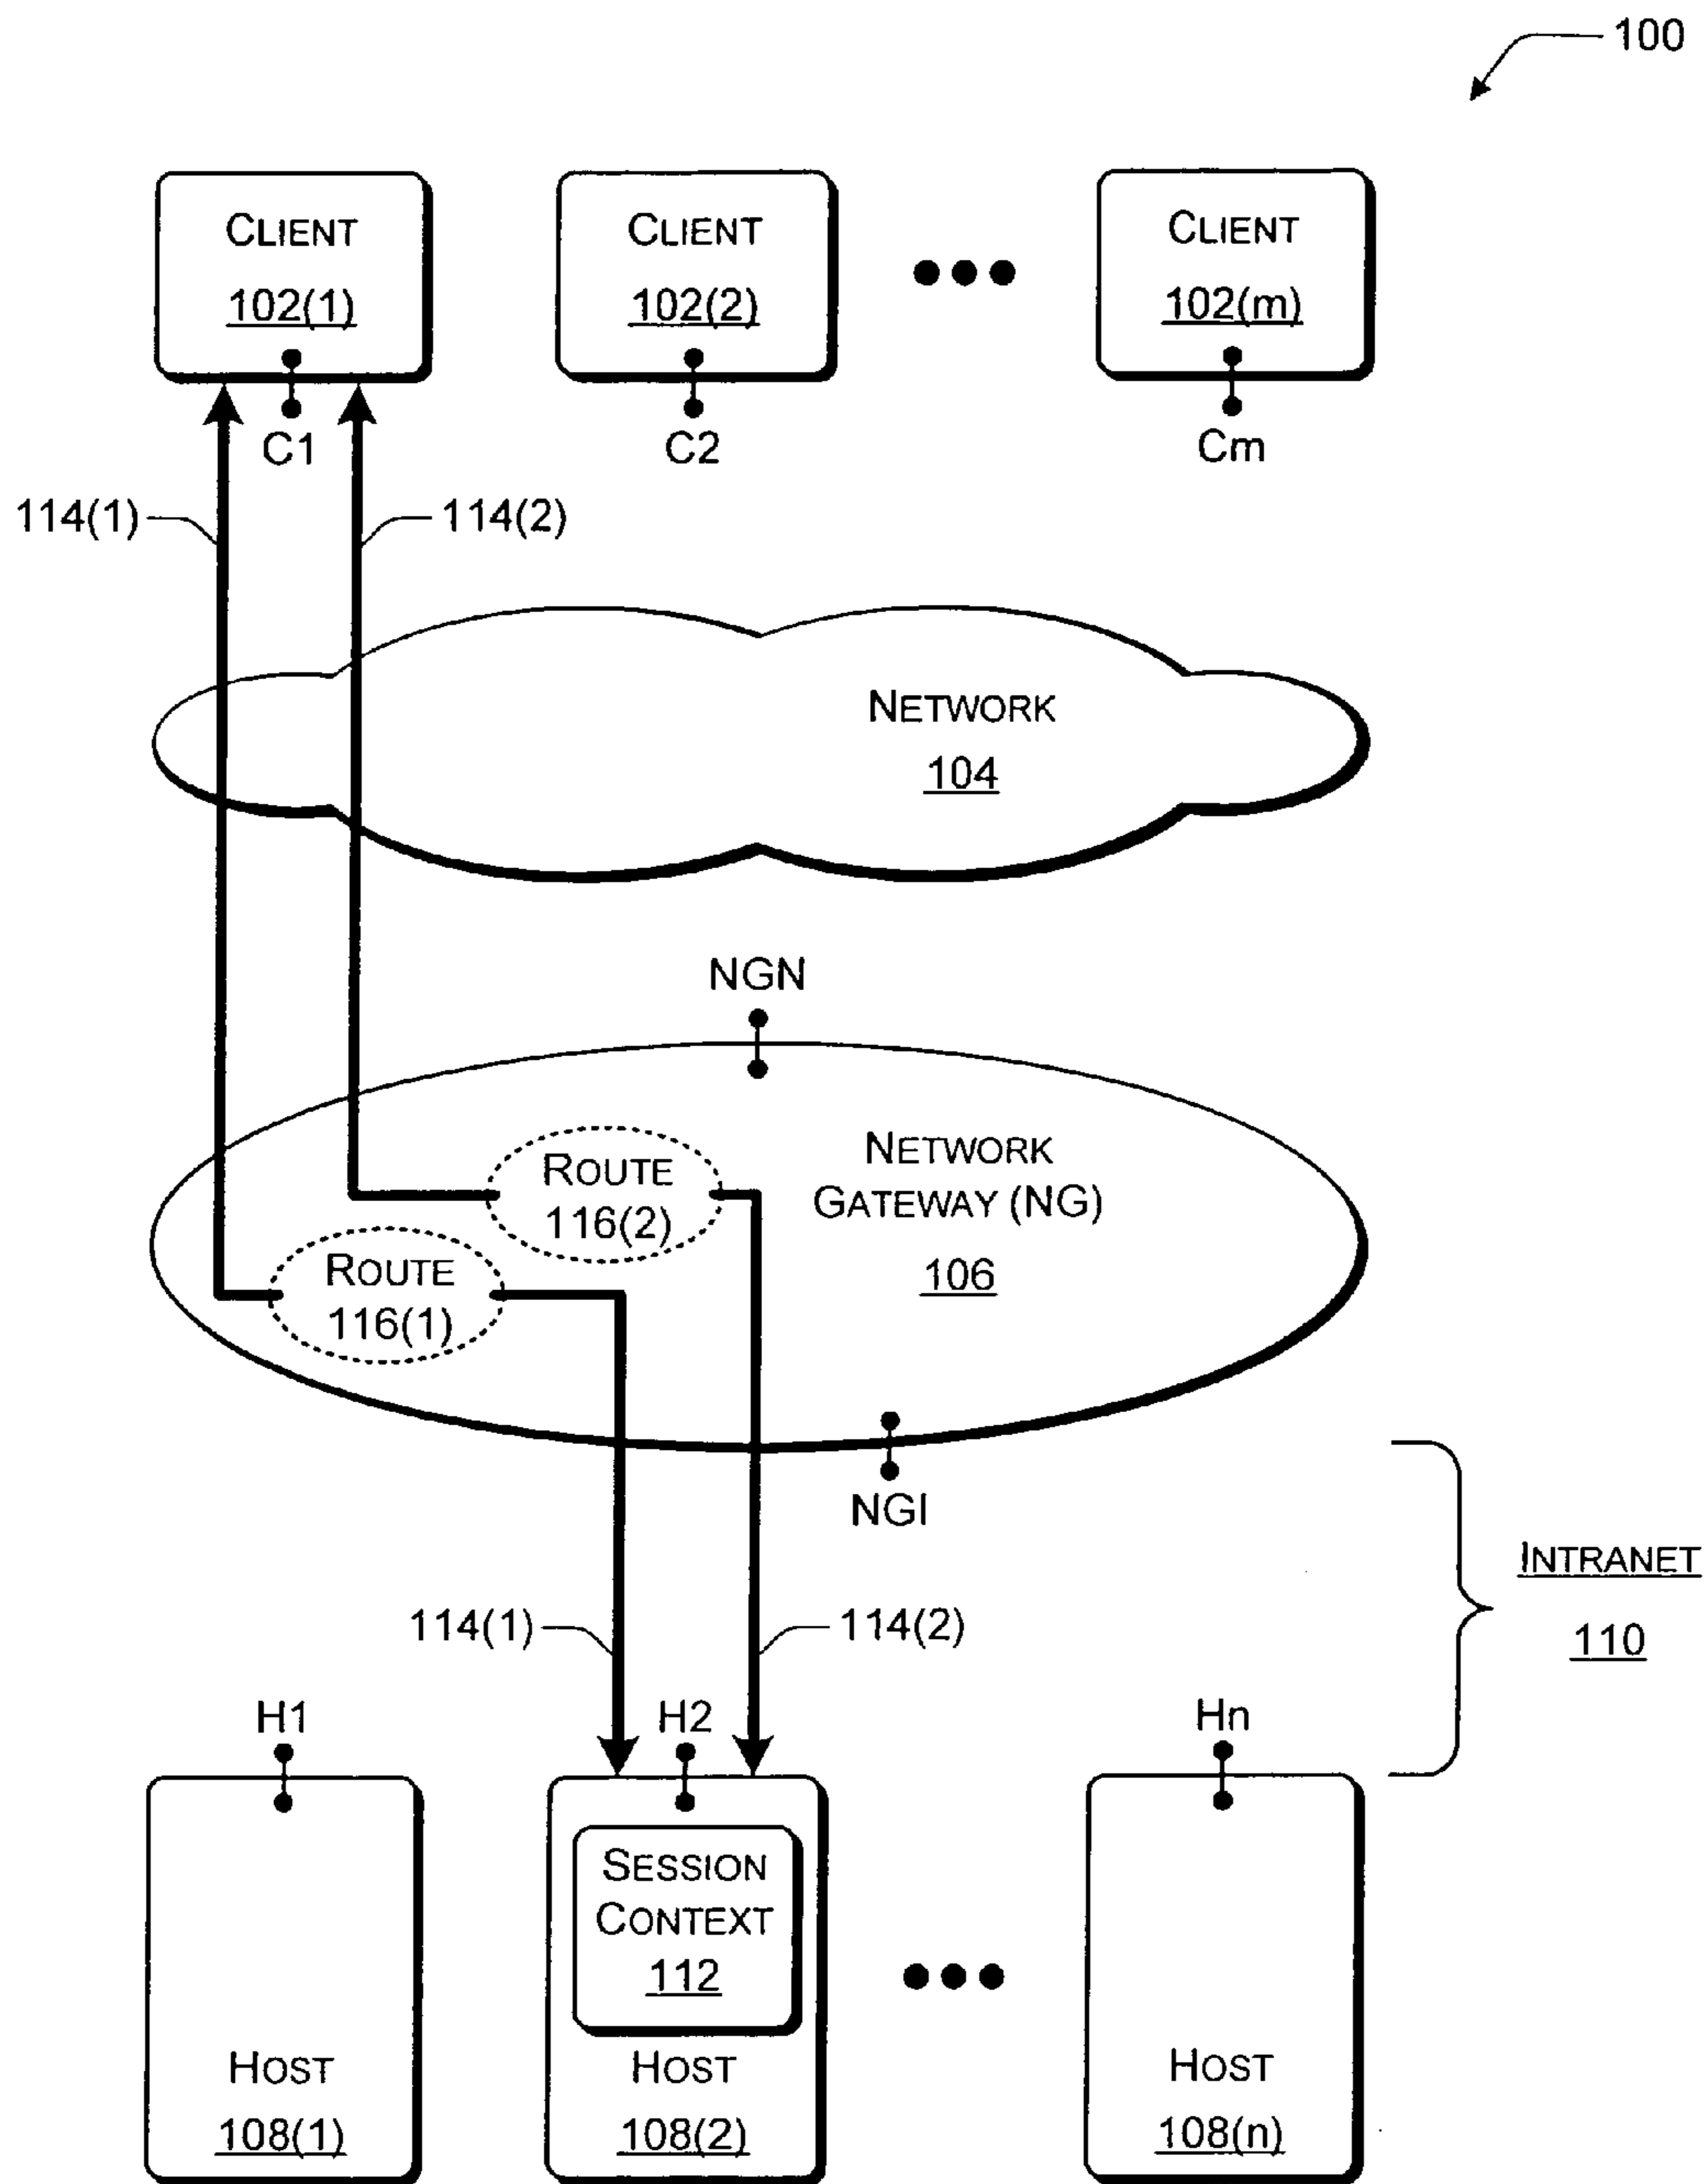 100
CLIENT
102(1)
CLIENT
102(2)
CLIENT
102(m)
C1
C2
Cm
114(1)
114(2)
NETWORK
104
NGN
NETWORK
GATEWAY (NG)
106
ROUTE
116(2)
ROUTE
116(1)
NGI
INTRANET
110
114(1)
114(2)
H1
H2
Hn
SESSION
CONTEXT
112
HOST
108(1)
HOST
108(2)
HOST
108(n)